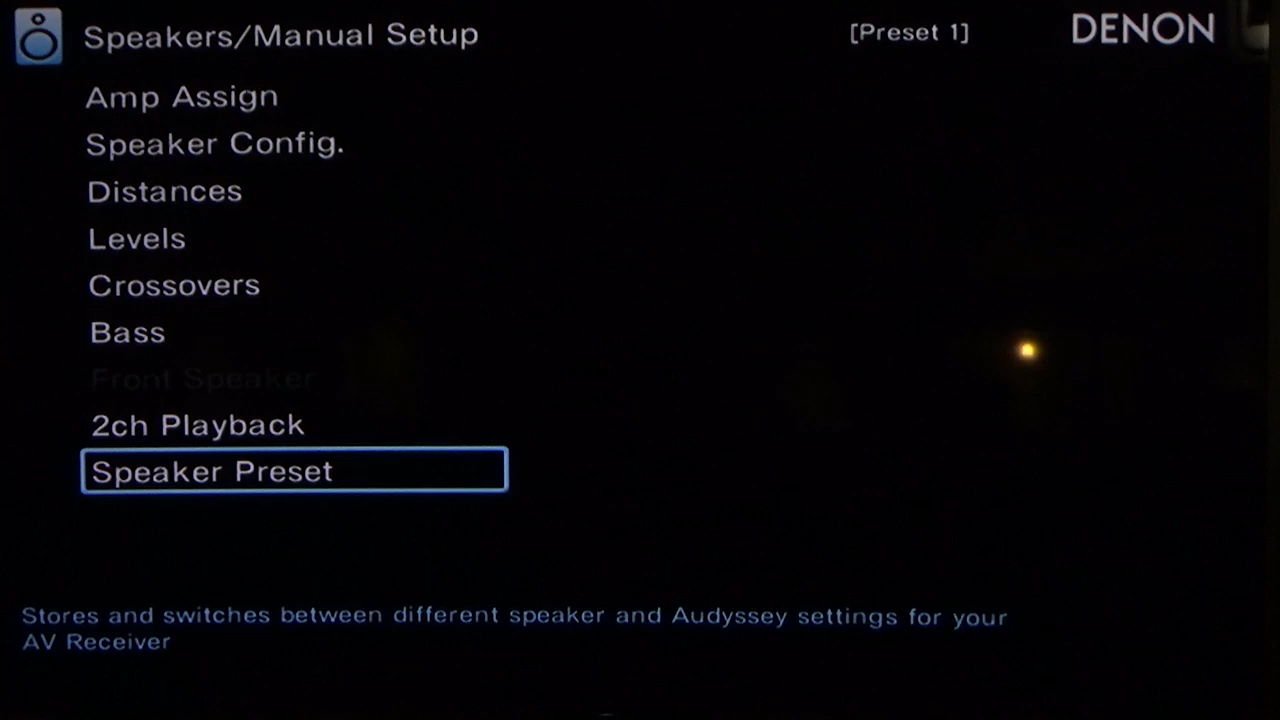 Speakers/Manual Setup [Preset 1] DENON
Amp Assign
Speaker Config.
Distances
Levels
Crossovers
Bass
Front Speaker
2ch Playback
Speaker Preset
Stores and switches between different speaker and Audyssey settings for your
AV Receiver